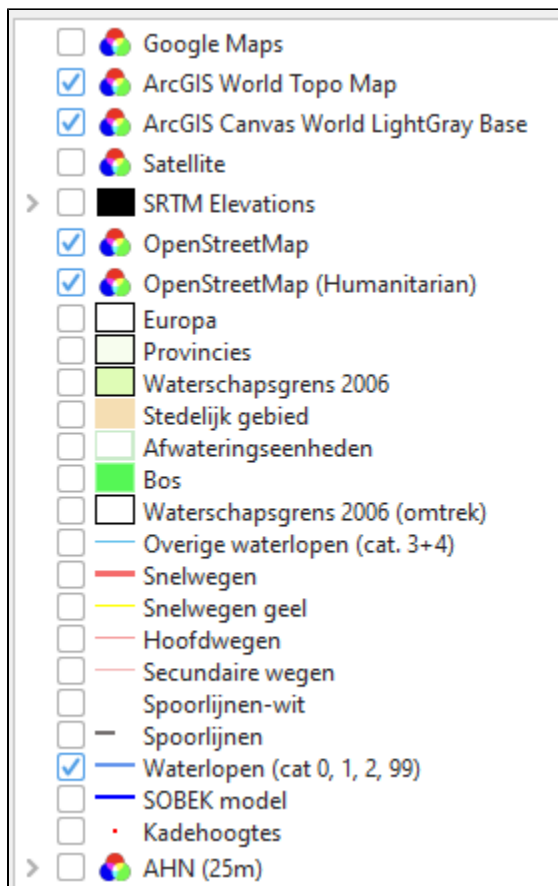 Google Maps
ArcGIS World Topo Map
ArcGIS Canvas World LightGray Base
Satellite
SRTM Elevations
OpenStreetMap
OpenStreetMap (Humanitarian)
Europa
Provincies
Waterschapsgrens 2006
Stedelijk gebied
Afwateringseenheden
Bos
Waterschapsgrens 2006 (omtrek)
Overige waterlopen (cat. 3+4)
Snelwegen
Snelwegen geel
Hoofdwegen
Secundaire wegen
Spoorlijnen-wit
Spoorlijnen
Waterlopen (cat 0, 1, 2, 99)
SOBEK model
Kadehoogtes
AHN (25m)